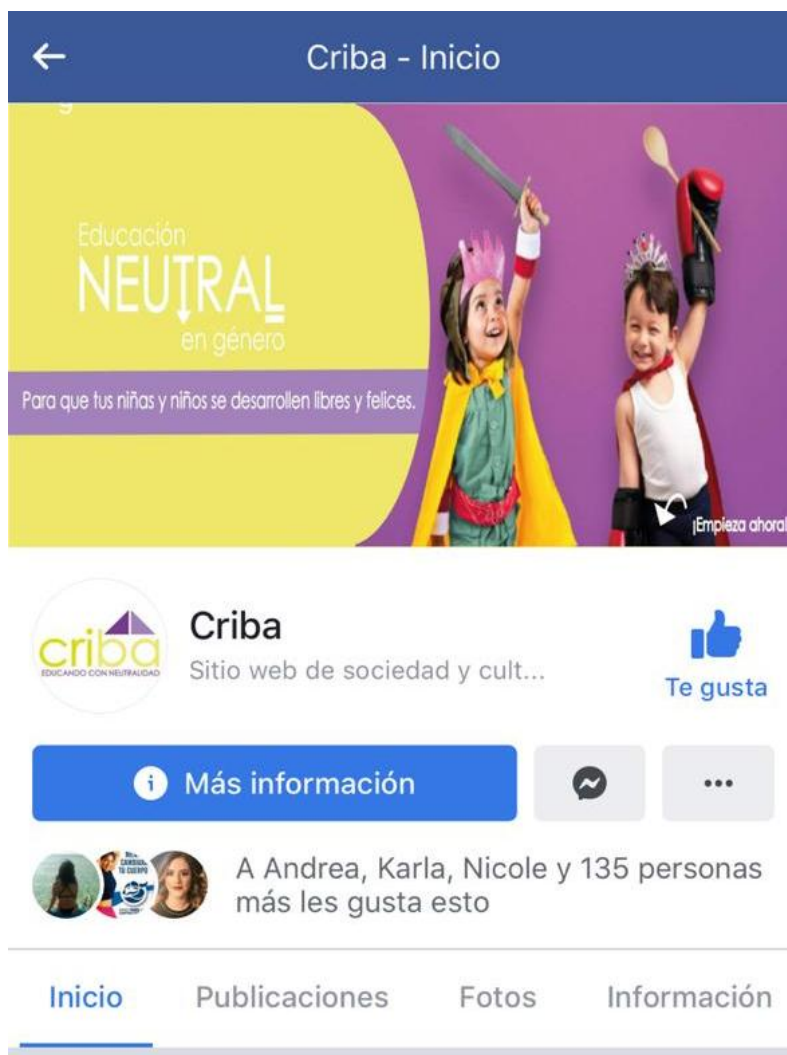 Criba - Inicio
Educación
NEUTRAL
en género
Para que tus niñas y niños se desarrollen libres y felices.
¡Empieza ahora!
criba
EDUCANDO CON NEUTRALIDAD
Criba
Sitio web de sociedad y cult...
Te gusta
Más información
A Andrea, Karla, Nicole y 135 personas
más les gusta esto
Inicio Publicaciones Fotos Información